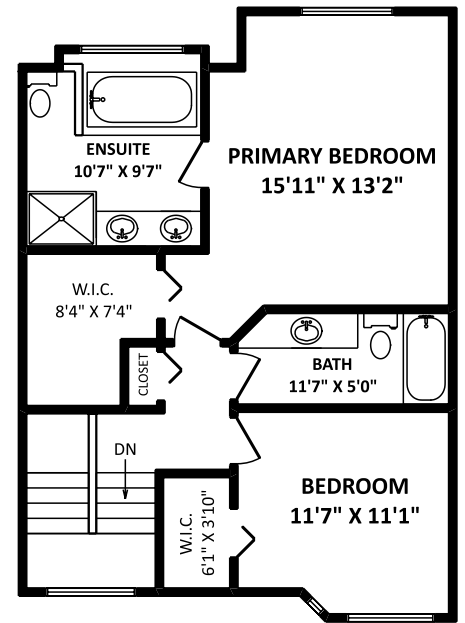 ENSUITE
10'7" X 9'7"
PRIMARY BEDROOM
15'11" X 13'2"
W.I.C.
8'4" X 7'4"
CLOSET
BATH
11'7" X 5'0"
DN
BEDROOM
11'7" X 11'1"
W.I.C.
6'1" X 3'10"